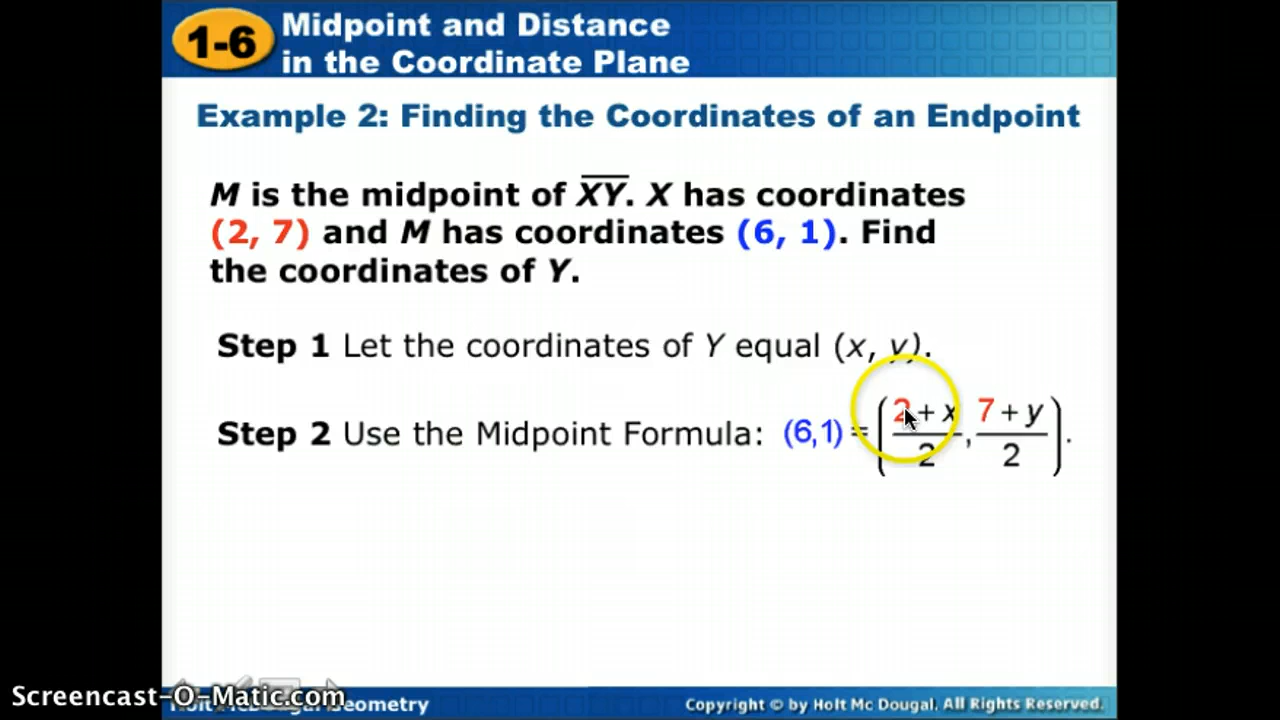 1-6 Midpoint and Distance
in the Coordinate Plane
Example 2: Finding the Coordinates of an Endpoint
M is the midpoint of X̅Y̅. X has coordinates
(2, 7) and M has coordinates (6, 1). Find
the coordinates of Y.
Step 1 Let the coordinates of Y equal (x, y).
Step 2 Use the Midpoint Formula: (6,1) = (2 + x / 2, 7 + y / 2).
Screencast-O-Matic.com
Holt McDougal Geometry
Copyright © by Holt Mc Dougal. All Rights Reserved.